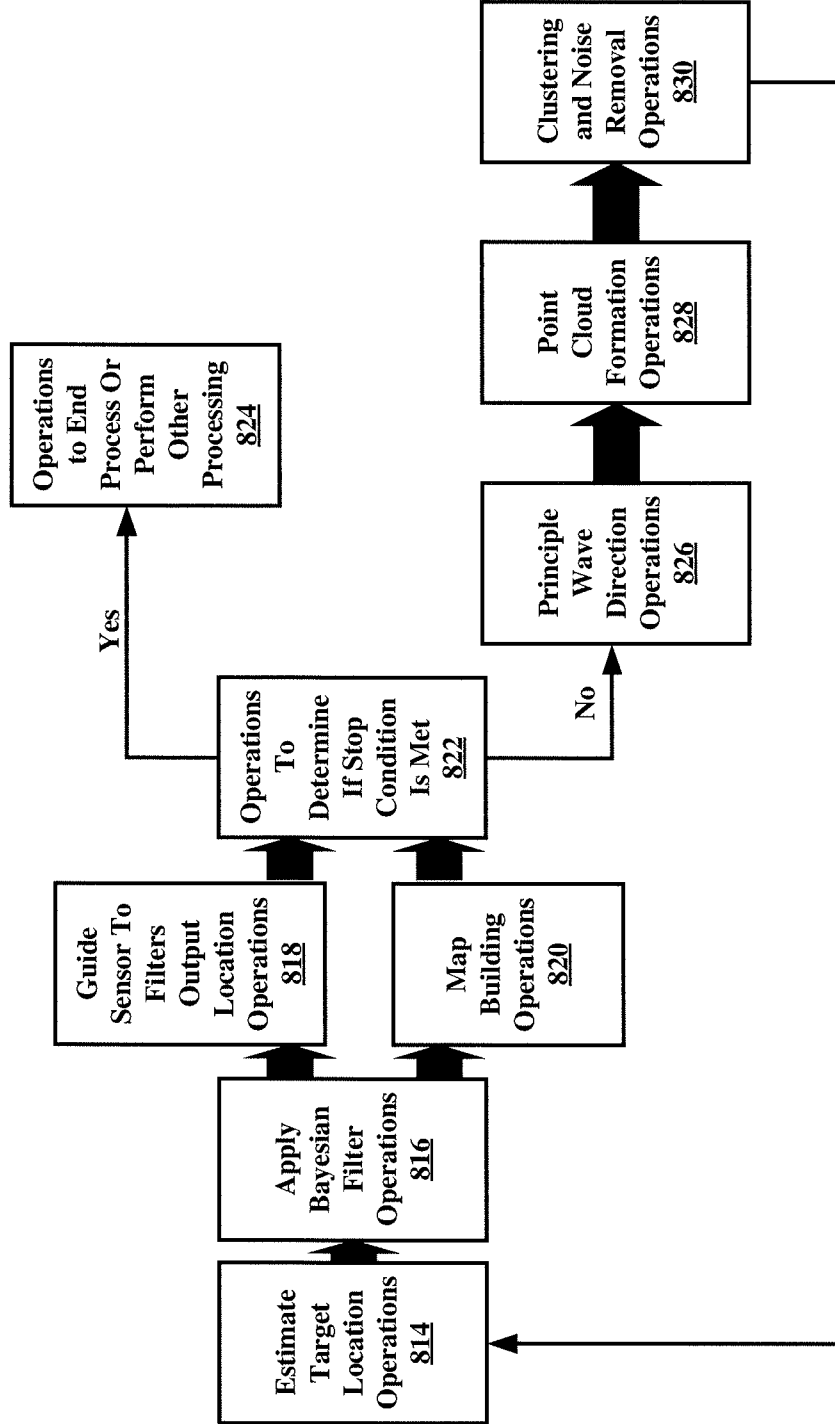 Estimate
Target
Location
Operations
814
Apply
Bayesian
Filter
Operations
816
Guide
Sensor To
Filters
Output
Location
Operations
818
Map
Building
Operations
820
Operations
To
Determine
If Stop
Condition
Is Met
822
Yes
Operations
to End
Process Or
Perform
Other
Processing
824
No
Principle
Wave
Direction
Operations
826
Point
Cloud
Formation
Operations
828
Clustering
and Noise
Removal
Operations
830